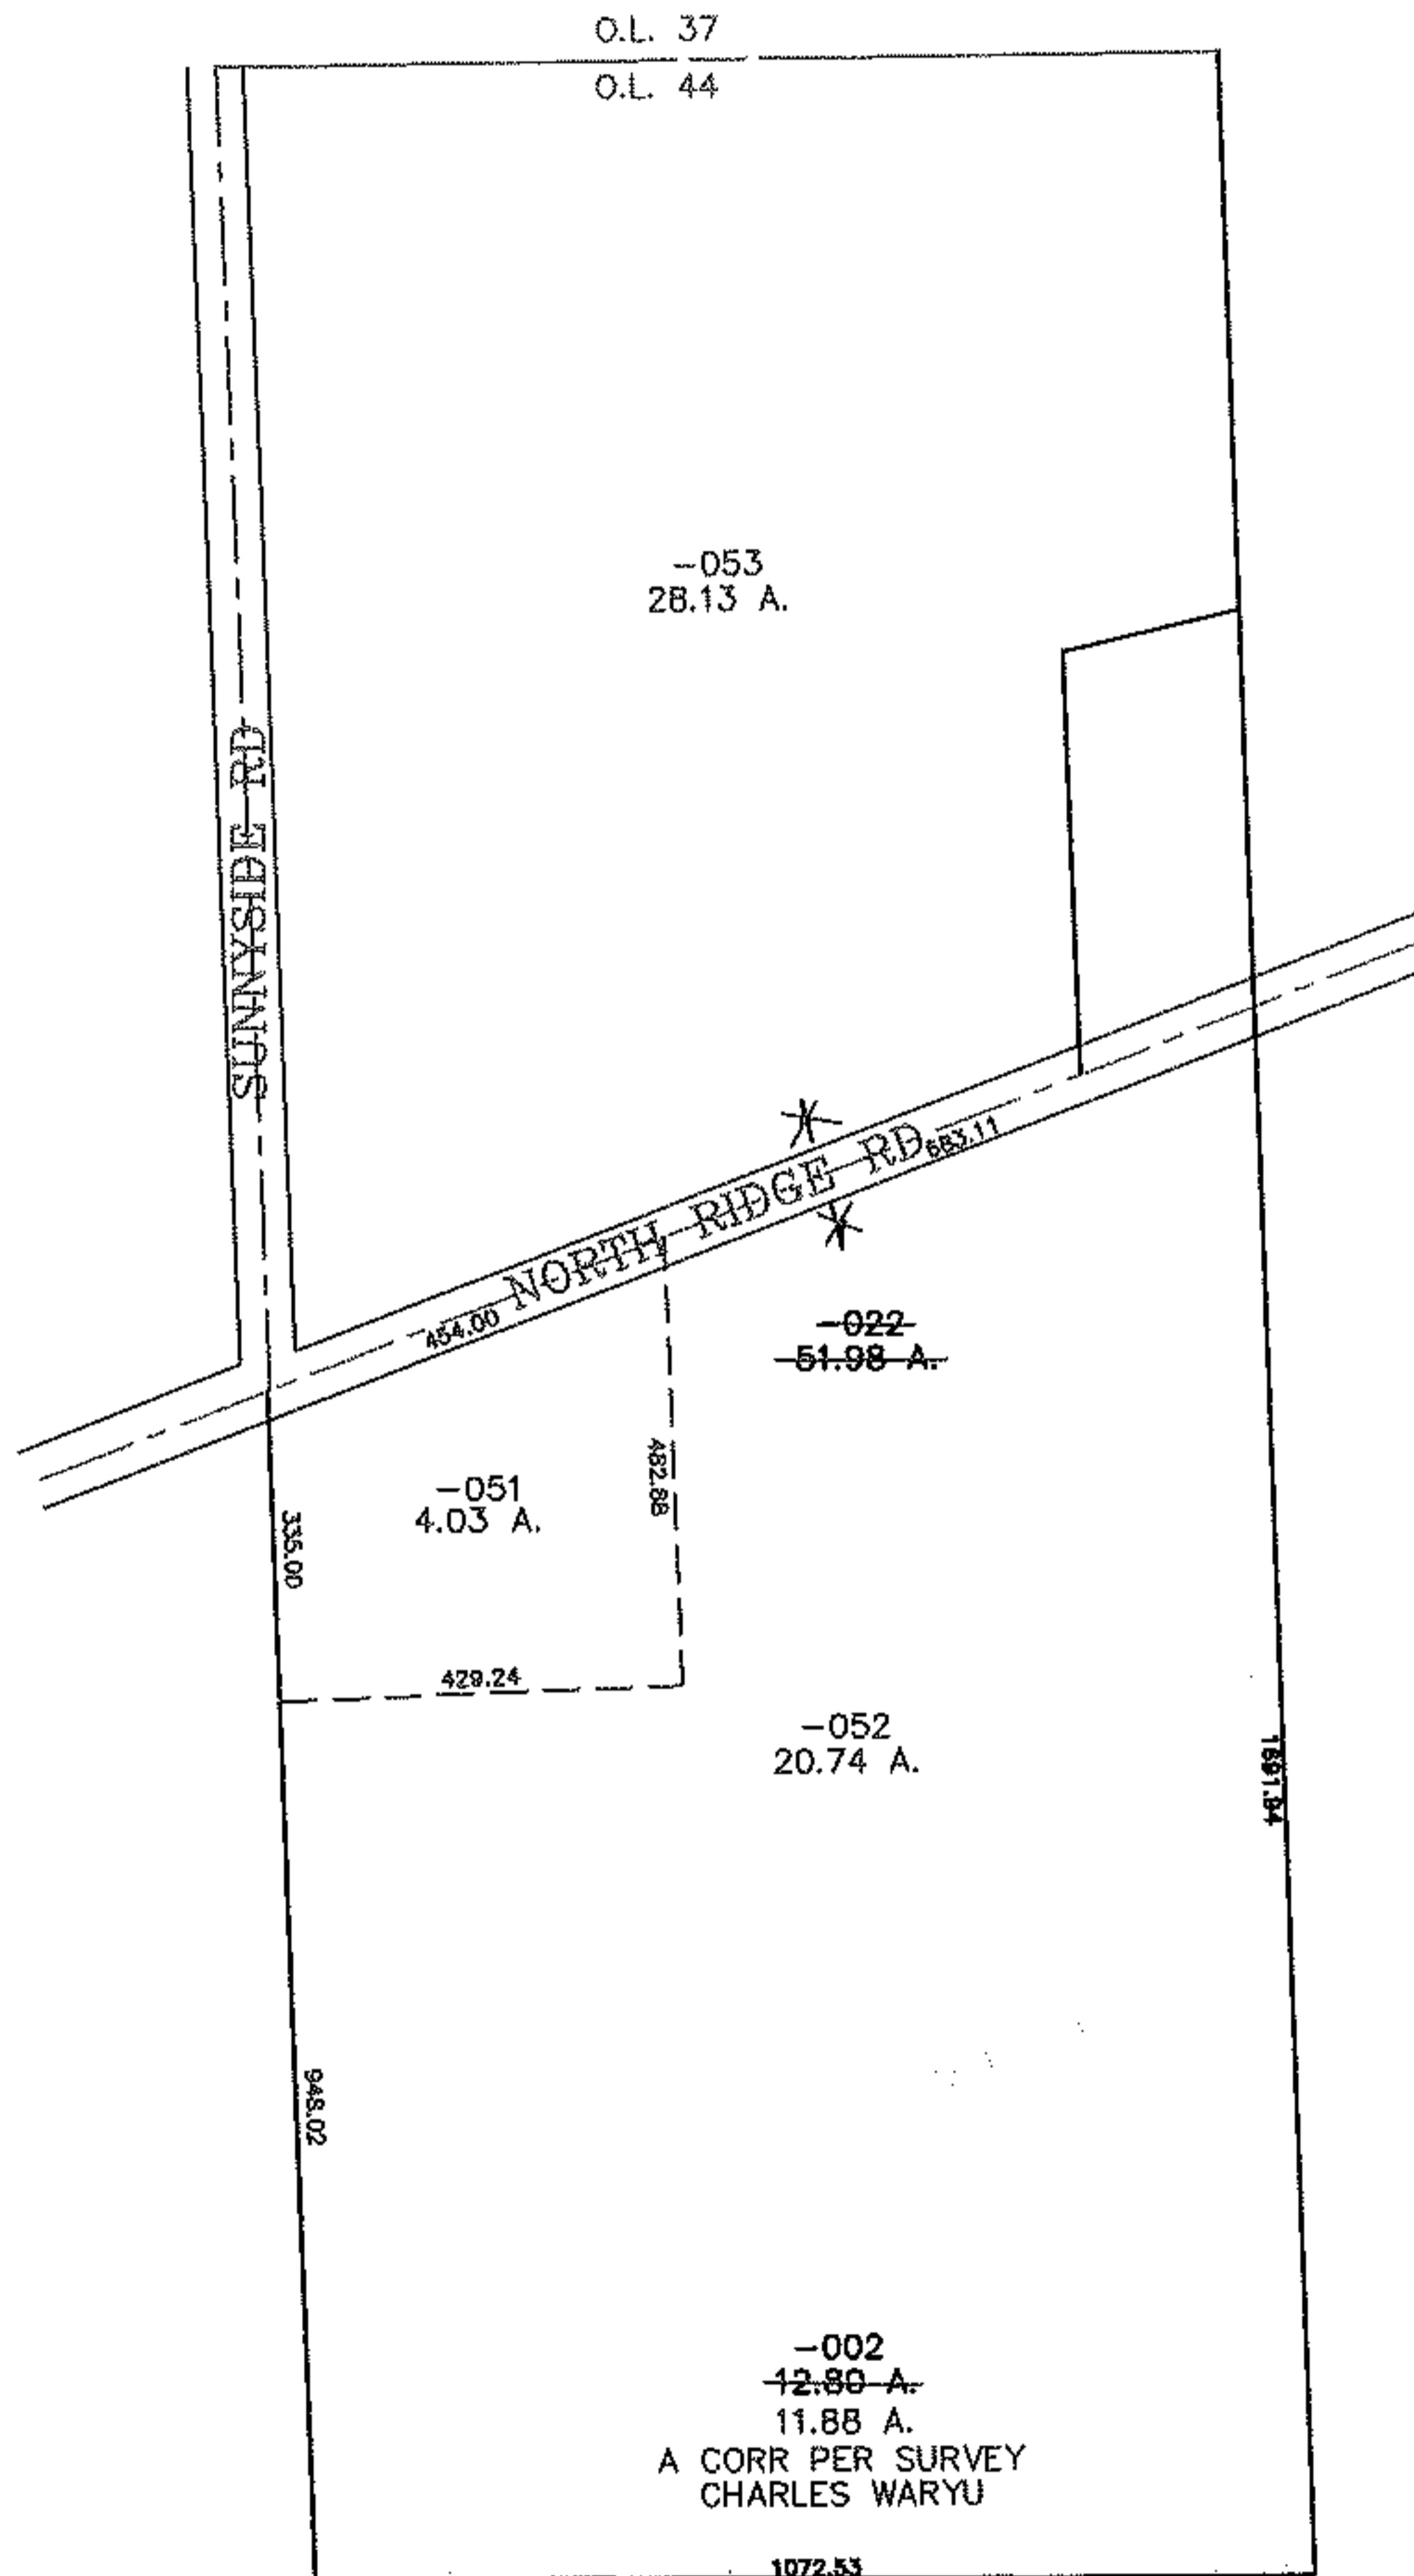 O.L. 37
O.L. 44
-053
28.13 A.
SUNNYSIDE RD
NORTH RIDGE RD
683.11
454.00
-022
51.98 A.
-051
4.03 A.
482.88
335.00
429.24
-052
20.74 A.
1691.94
948.02
-002
12.80 A.
11.88 A.
A CORR PER SURVEY
CHARLES WARYU
1072.53